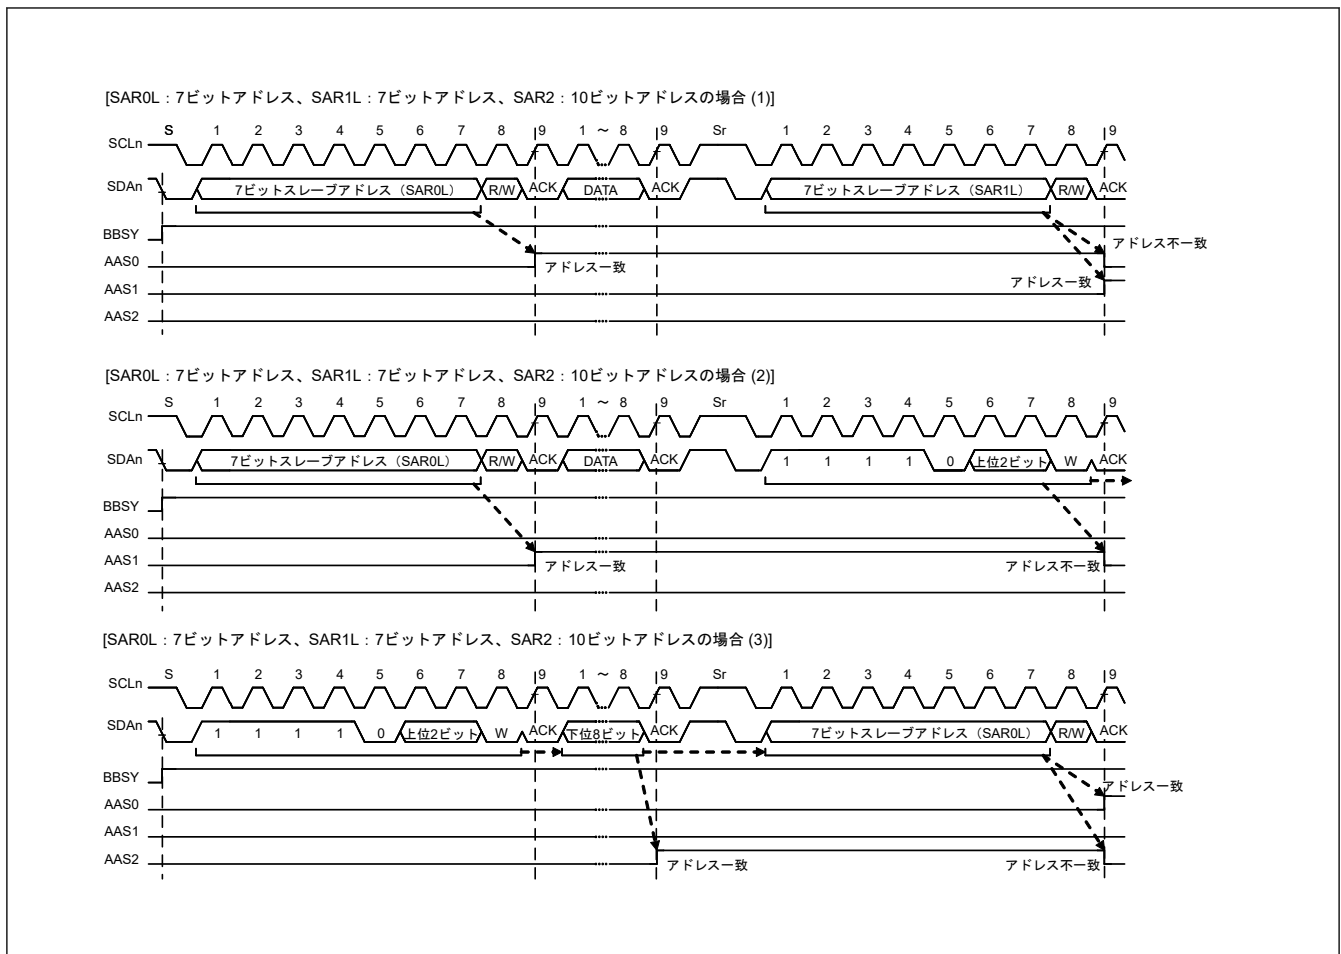 [SAR0L：7ビットアドレス、SAR1L：7ビットアドレス、SAR2：10ビットアドレスの場合 (1)]
S 1 2 3 4 5 6 7 8 9 1 ～ 8 9 Sr 1 2 3 4 5 6 7 8 9
SCLn
SDAn 7ビットスレーブアドレス（SAR0L） R/W ACK DATA ACK 7ビットスレーブアドレス（SAR1L） R/W ACK
BBSY アドレス不一致
AAS0 アドレス一致
AAS1 アドレス一致
AAS2
[SAR0L：7ビットアドレス、SAR1L：7ビットアドレス、SAR2：10ビットアドレスの場合 (2)]
S 1 2 3 4 5 6 7 8 9 1 ～ 8 9 Sr 1 2 3 4 5 6 7 8 9
SCLn
SDAn 7ビットスレーブアドレス（SAR0L） R/W ACK DATA ACK 1 1 1 1 0 上位2ビット W ACK
BBSY
AAS0
AAS1 アドレス一致 アドレス不一致
AAS2
[SAR0L：7ビットアドレス、SAR1L：7ビットアドレス、SAR2：10ビットアドレスの場合 (3)]
S 1 2 3 4 5 6 7 8 9 1 ～ 8 9 Sr 1 2 3 4 5 6 7 8 9
SCLn
SDAn 1 1 1 1 0 上位2ビット W ACK 下位8ビット ACK 7ビットスレーブアドレス（SAR0L） R/W ACK
BBSY アドレス一致
AAS0
AAS1
AAS2 アドレス一致 アドレス不一致